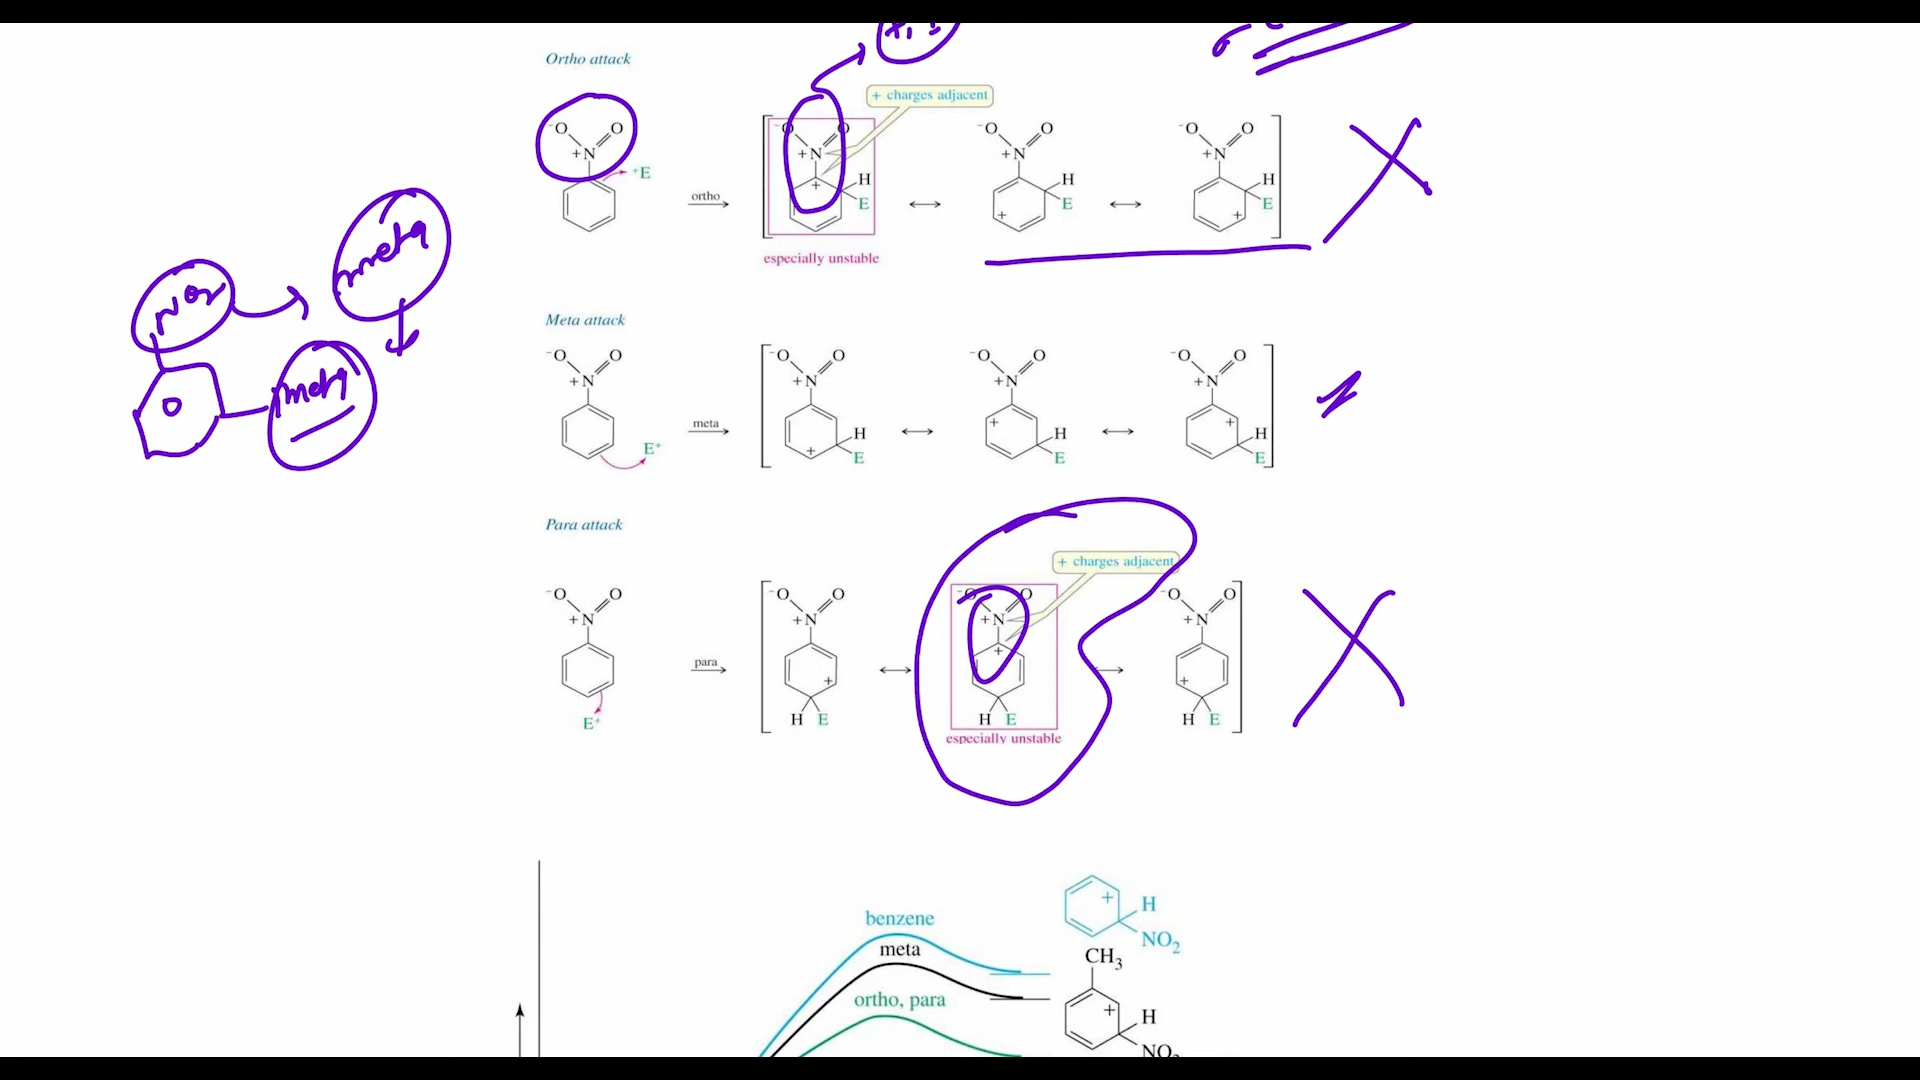 Ortho attack
+ charges adjacent
⁻O O
+N
⁺E
ortho
⁻O O
+N
+
H
E
⁻O O
+N
H
E
+
⁻O O
+N
H
E
+
especially unstable
meta
NO2
meta
Meta attack
⁻O O
+N
E⁺
meta
⁻O O
+N
H
+
E
⁻O O
+N
+
H
E
⁻O O
+N
+
H
E
Para attack
+ charges adjacent
⁻O O
+N
E⁺
para
⁻O O
+N
+
H E
⁻O O
+N
+
H E
⁻O O
+N
+
H E
especially unstable
benzene
meta
ortho, para
+
H
NO₂
CH₃
+
H
NO₂